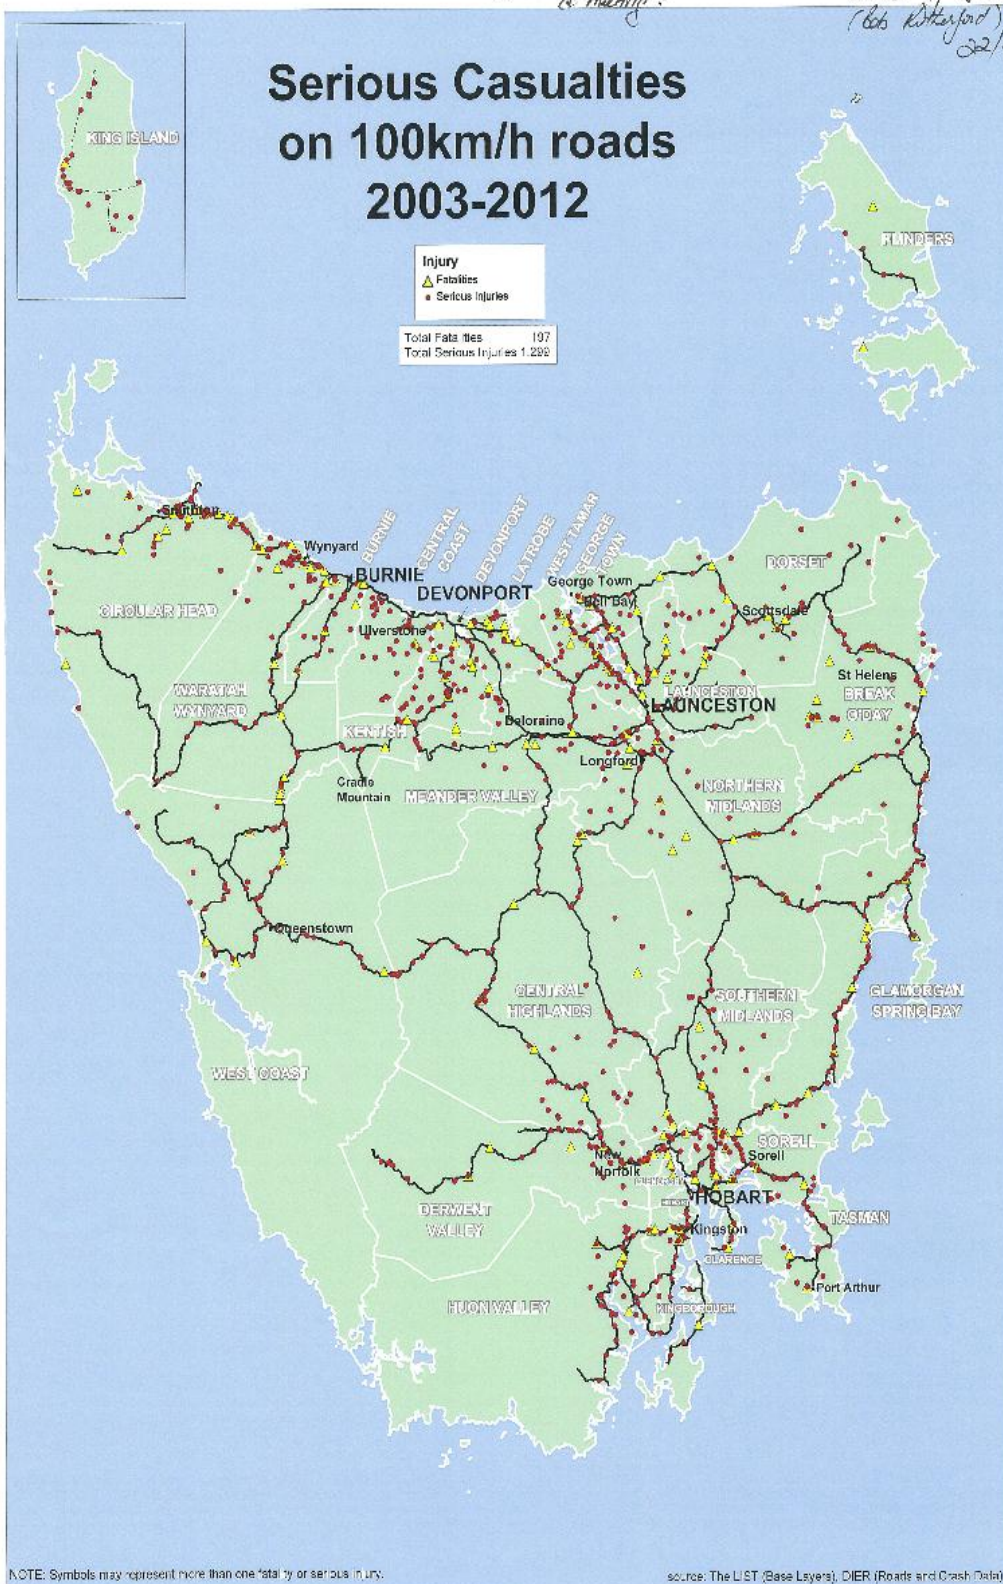 (Bob Rutherford)
22/
Serious Casualties
on 100km/h roads
2003-2012
KING ISLAND
FLINDERS
Injury
Fatalities
Serious Injuries
Total Fatalities 197
Total Serious Injuries 1,299
BURNIE
CENTRAL
COAST
DEVONPORT
LATROBE
WEST TAMAR
GEORGE
TOWN
Smithton
Wynyard
BURNIE
DEVONPORT
George Town
Bell Bay
DORSET
Scottsdale
CIRCULAR HEAD
Ulverstone
St Helens
BREAK
O'DAY
WARATAH
WYNYARD
LAUNCESTON
LAUNCESTON
KENTISH
Deloraine
Longford
Cradle
Mountain
MEANDER VALLEY
NORTHERN
MIDLANDS
Queenstown
CENTRAL
HIGHLANDS
SOUTHERN
MIDLANDS
GLAMORGAN
SPRING BAY
WEST COAST
SORELL
Sorell
New
Norfolk
HOBART
DERWENT
VALLEY
TASMAN
Kingston
CLARENCE
Port Arthur
HUON VALLEY
KINGBOROUGH
NOTE: Symbols may represent more than one fatality or serious injury.
source: The LIST (Base Layers), DIER (Roads and Crash Data)